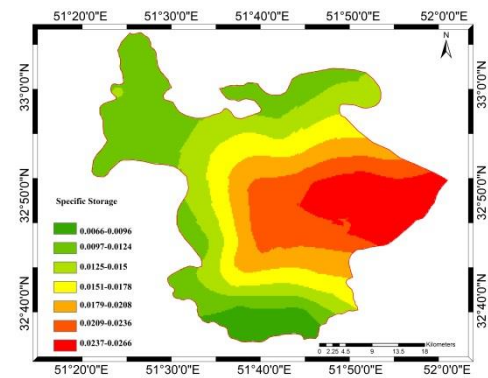 51°20'0"E 51°30'0"E 51°40'0"E 51°50'0"E 52°0'0"E
N
33°0'0"N 33°0'0"N
32°50'0"N 32°50'0"N
Specific Storage
0.0066-0.0096
0.0097-0.0124
0.0125-0.015
0.0151-0.0178
0.0179-0.0208
0.0209-0.0236
0.0237-0.0266
32°40'0"N 32°40'0"N
Kilometers
0 2.25 4.5 9 13.5 18
51°20'0"E 51°30'0"E 51°40'0"E 51°50'0"E 52°0'0"E